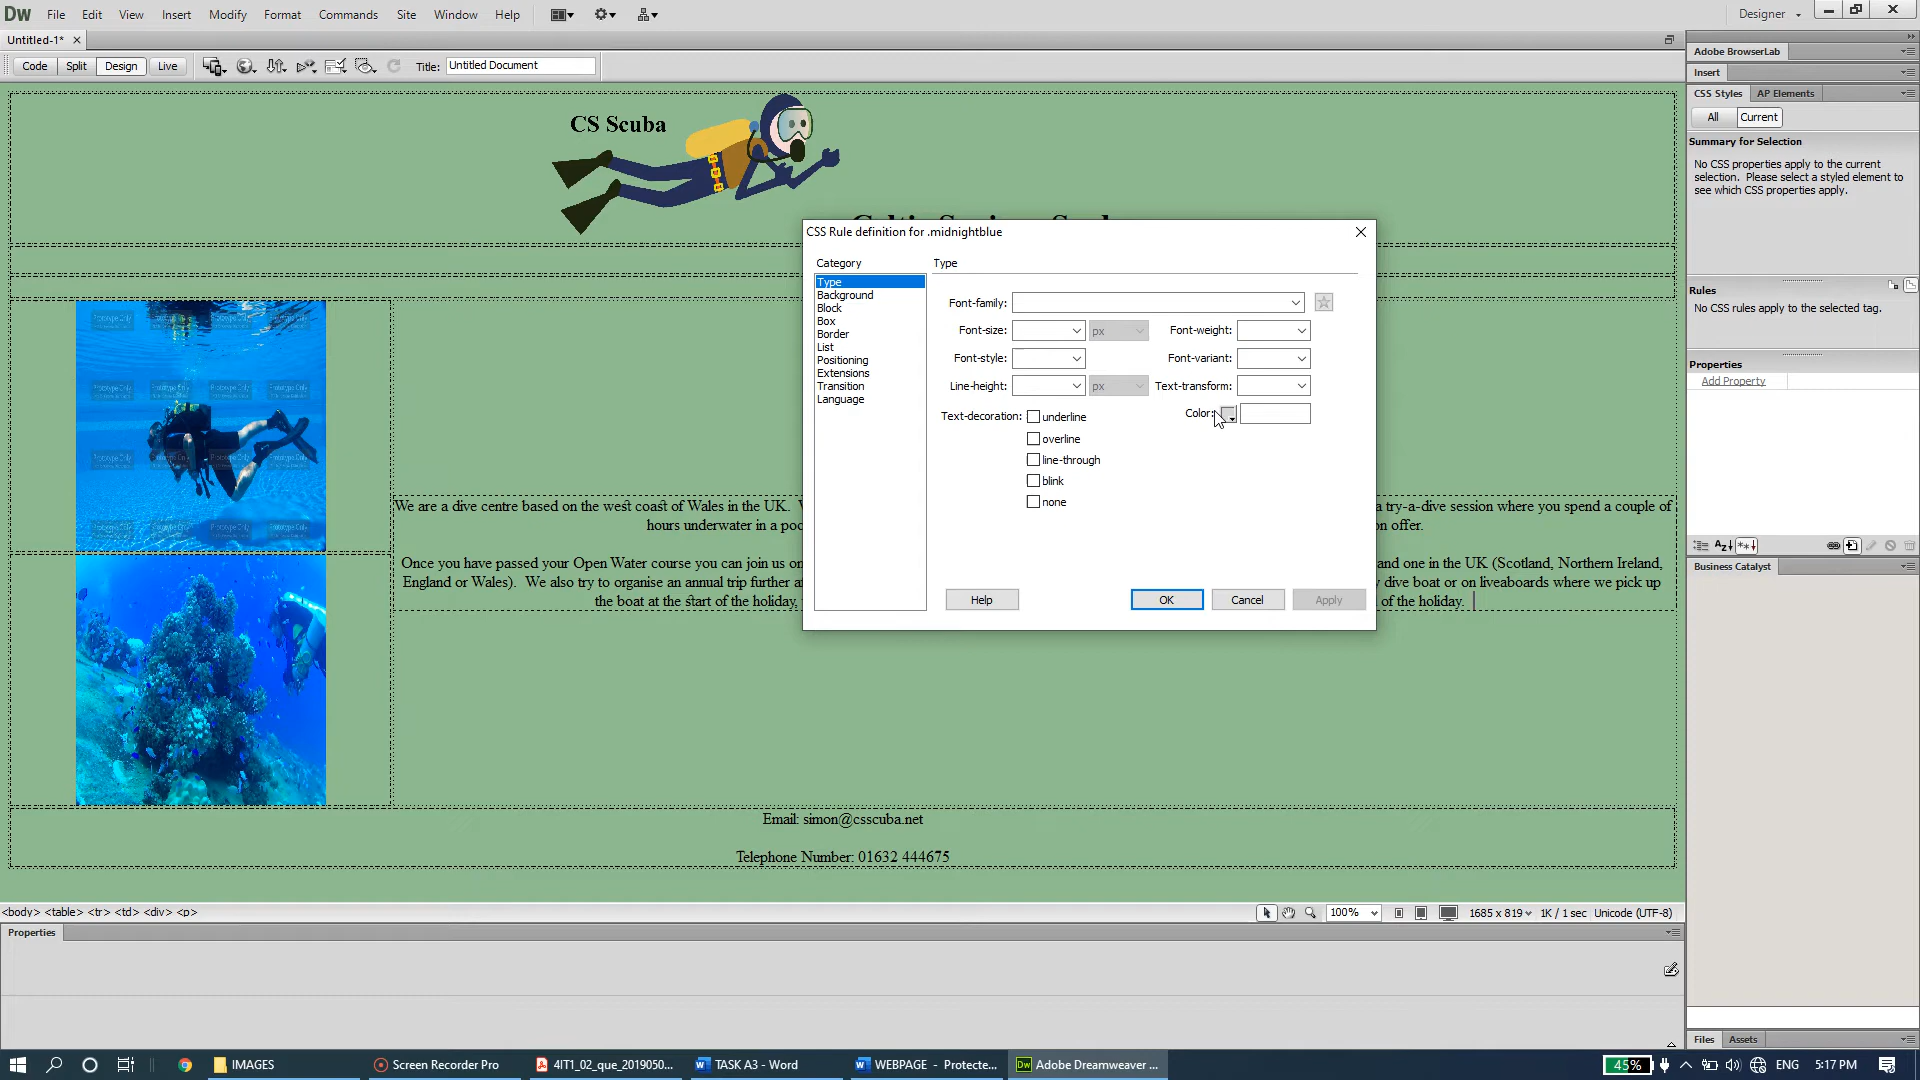 Dw File Edit View Insert Modify Format Commands Site Window Help Designer
Untitled-1* ×
Code Split Design Live Title: Untitled Document
Adobe BrowserLab
Insert
CSS Styles AP Elements
All Current
Summary for Selection
No CSS properties apply to the current
selection. Please select a styled element to
see which CSS properties apply.
Rules
No CSS rules apply to the selected tag.
Properties
Add Property
Business Catalyst
CS Scuba
CSS Rule definition for .midnightblue
Category
Type
Background
Block
Box
Border
List
Positioning
Extensions
Transition
Language
Type
Font-family:
Font-size: px Font-weight:
Font-style: Font-variant:
Line-height: px Text-transform:
Text-decoration: underline Color:
overline
line-through
blink
none
Help OK Cancel Apply
Prototype Only
We are a dive centre based on the west coast of Wales in the UK. a try-a-dive session where you spend a couple of
hours underwater in a on offer.
Once you have passed your Open Water course you can join us on and one in the UK (Scotland, Northern Ireland,
England or Wales). We also try to organise an annual trip further dive boat or on liveaboards where we pick up
the boat at the start of the holiday, of the holiday.
Email: simon@csscuba.net
Telephone Number: 01632 444675
<body> <table> <tr> <td> <div> <p> 100% 1685 x 819 1K / 1 sec Unicode (UTF-8)
Properties
Files Assets
IMAGES Screen Recorder Pro 4IT1_02_que_2019050... TASK A3 - Word WEBPAGE - Protecte... Dw Adobe Dreamweaver ... 45% ENG 5:17 PM